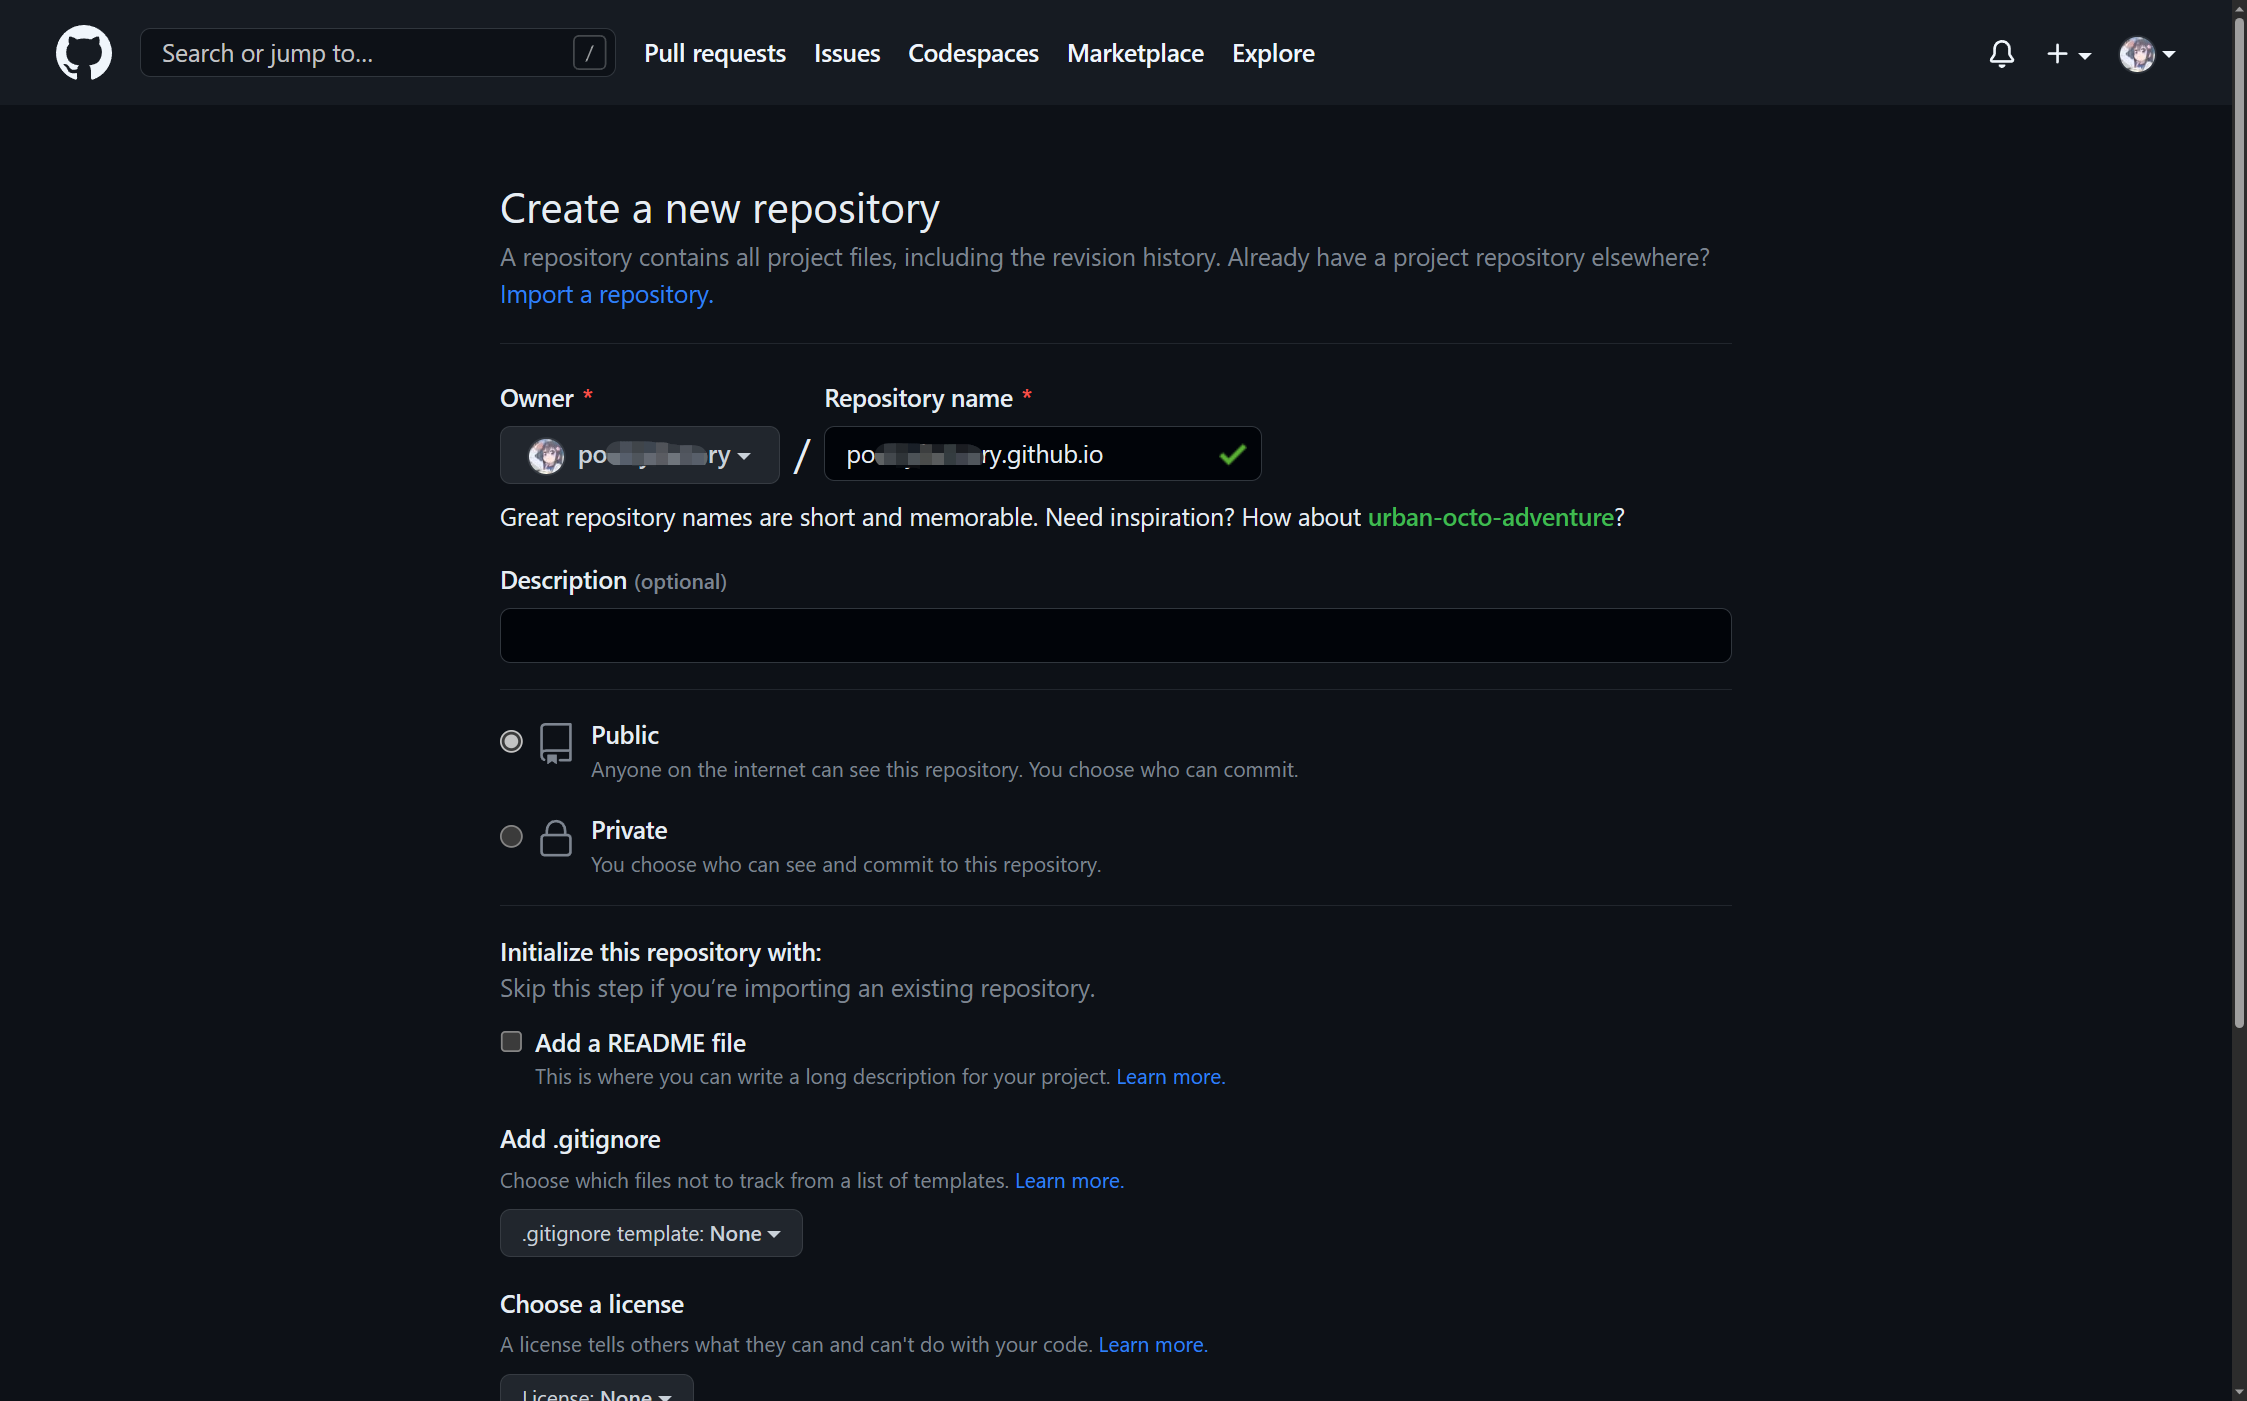 Search or jump to... /
Pull requests Issues Codespaces Marketplace Explore
Create a new repository
A repository contains all project files, including the revision history. Already have a project repository elsewhere?
Import a repository.
Owner * Repository name *
/ .github.io
Great repository names are short and memorable. Need inspiration? How about urban-octo-adventure?
Description (optional)
Public
Anyone on the internet can see this repository. You choose who can commit.
Private
You choose who can see and commit to this repository.
Initialize this repository with:
Skip this step if you’re importing an existing repository.
Add a README file
This is where you can write a long description for your project. Learn more.
Add .gitignore
Choose which files not to track from a list of templates. Learn more.
.gitignore template: None
Choose a license
A license tells others what they can and can't do with your code. Learn more.
License: None